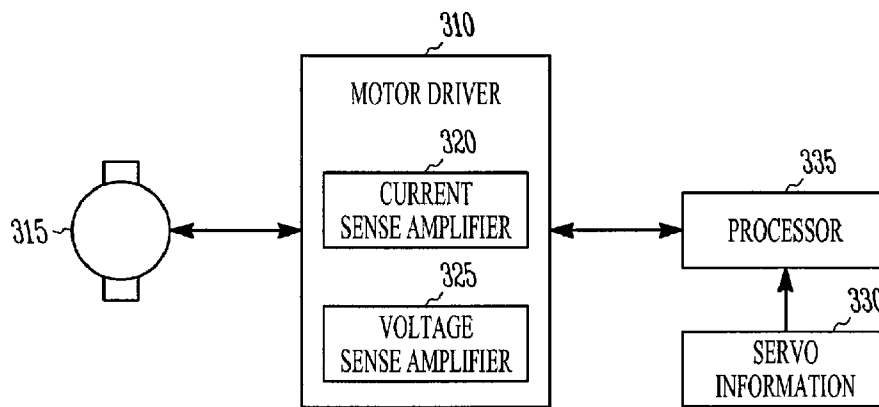 310
MOTOR DRIVER
320
CURRENT
SENSE AMPLIFIER
325
VOLTAGE
SENSE AMPLIFIER
315
335
PROCESSOR
330
SERVO
INFORMATION